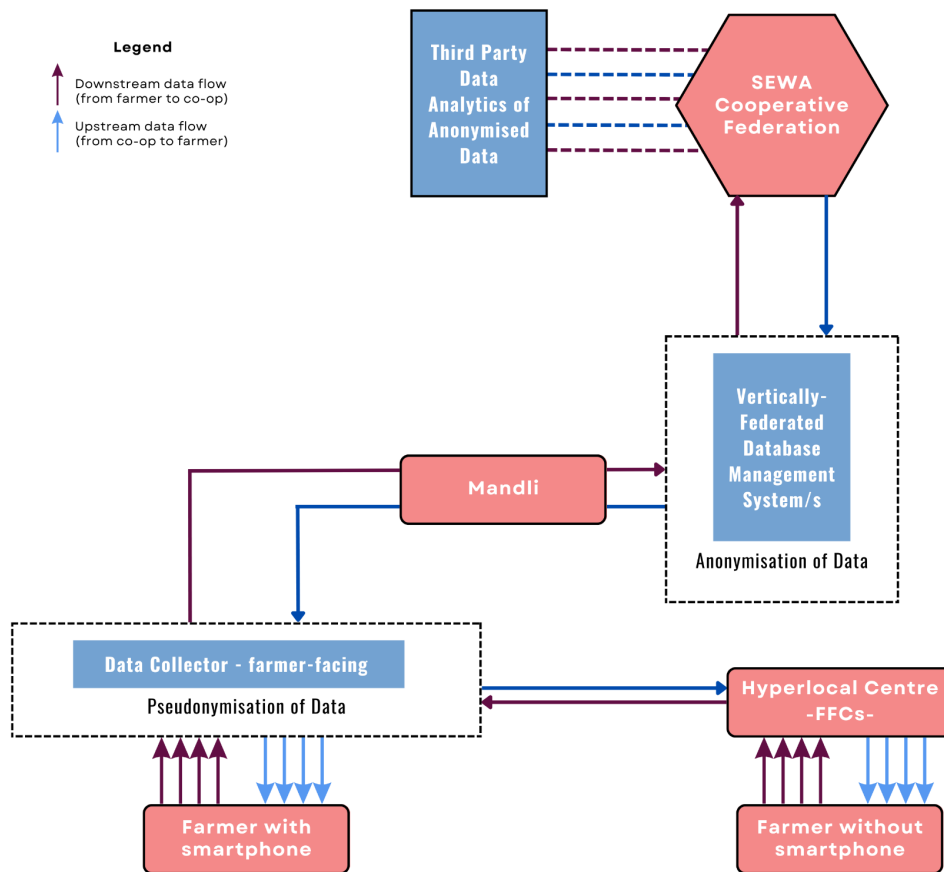 Legend
Downstream data flow
(from farmer to co-op)
Upstream data flow
(from co-op to farmer)
Third Party
Data
Analytics of
Anonymised
Data
SEWA
Cooperative
Federation
Vertically-
Federated
Database
Management
System/s
Anonymisation of Data
Mandli
Data Collector - farmer-facing
Pseudonymisation of Data
Hyperlocal Centre
-FFCs-
Farmer with
smartphone
Farmer without
smartphone